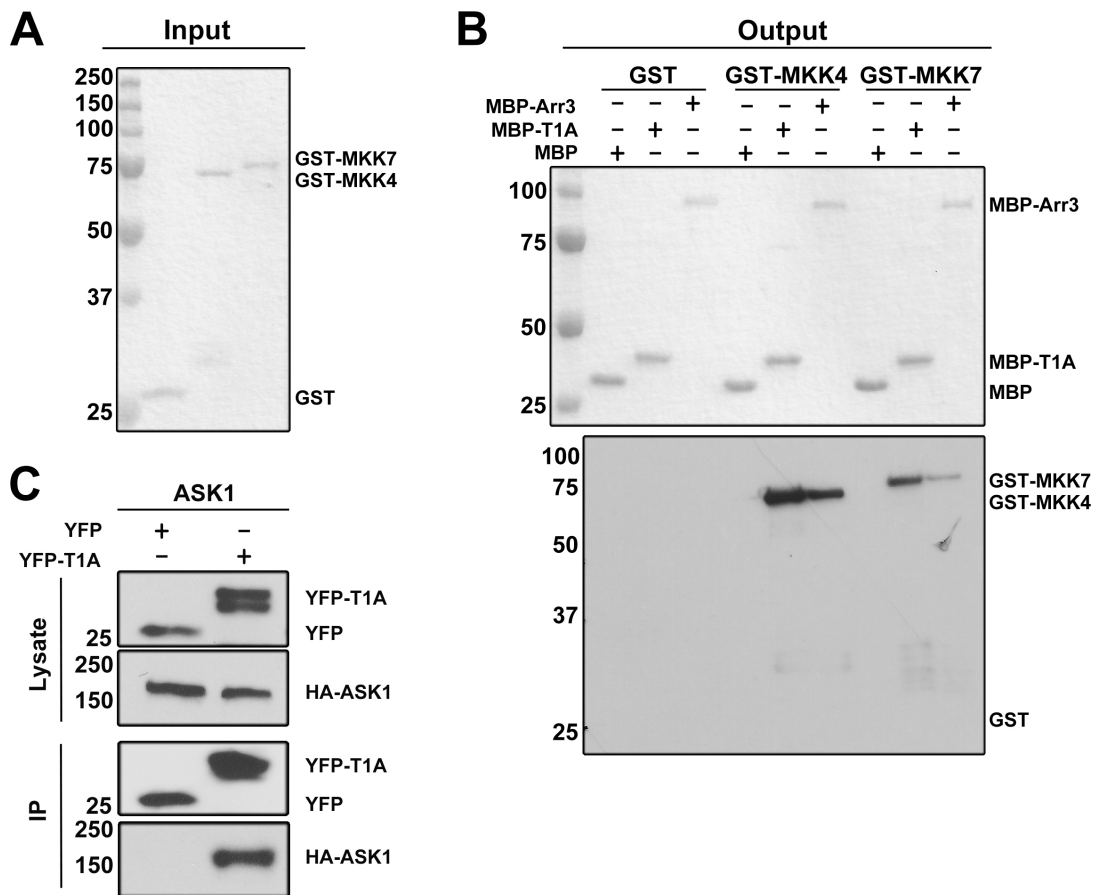 A
Input
250
150
100
75
50
37
25
GST-MKK7
GST-MKK4
GST
B
Output
GST GST-MKK4 GST-MKK7
MBP-Arr3 - - + - - + - - +
MBP-T1A - + - - + - - + -
MBP + - - + - - + - -
100
75
50
25
MBP-Arr3
MBP-T1A
MBP
100
75
50
37
25
GST-MKK7
GST-MKK4
GST
C
ASK1
YFP + -
YFP-T1A - +
Lysate
25
YFP-T1A
YFP
250
150
HA-ASK1
IP
25
YFP-T1A
YFP
250
150
HA-ASK1